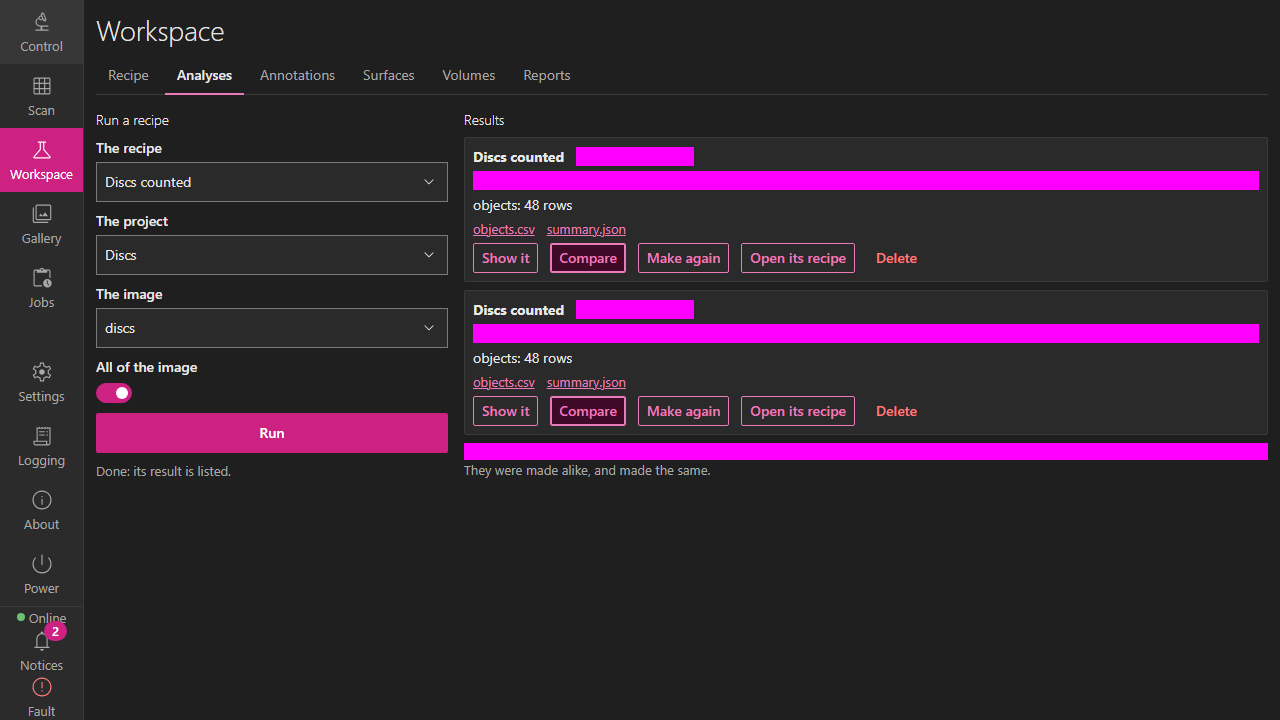 Control
Scan
Workspace
Gallery
Jobs
Settings
Logging
About
Power
Online
2
Notices
Fault
Workspace
Recipe
Analyses
Annotations
Surfaces
Volumes
Reports
Run a recipe
The recipe
Discs counted
The project
Discs
The image
discs
All of the image
Run
Done: its result is listed.
Results
Discs counted
objects: 48 rows
objects.csv summary.json
Show it Compare Make again Open its recipe Delete
Discs counted
objects: 48 rows
objects.csv summary.json
Show it Compare Make again Open its recipe Delete
They were made alike, and made the same.